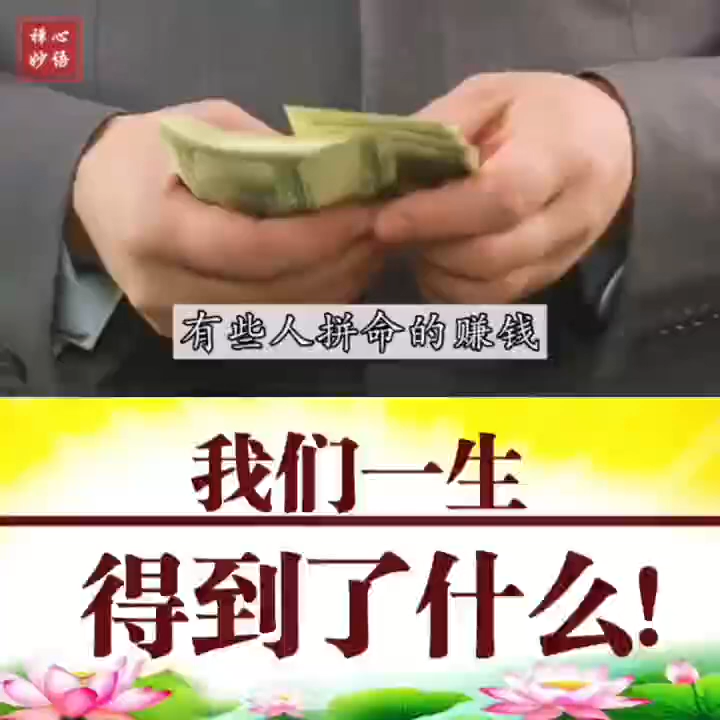 禅心
妙语
有些人拼命的赚钱
我们一生
得到了什么!